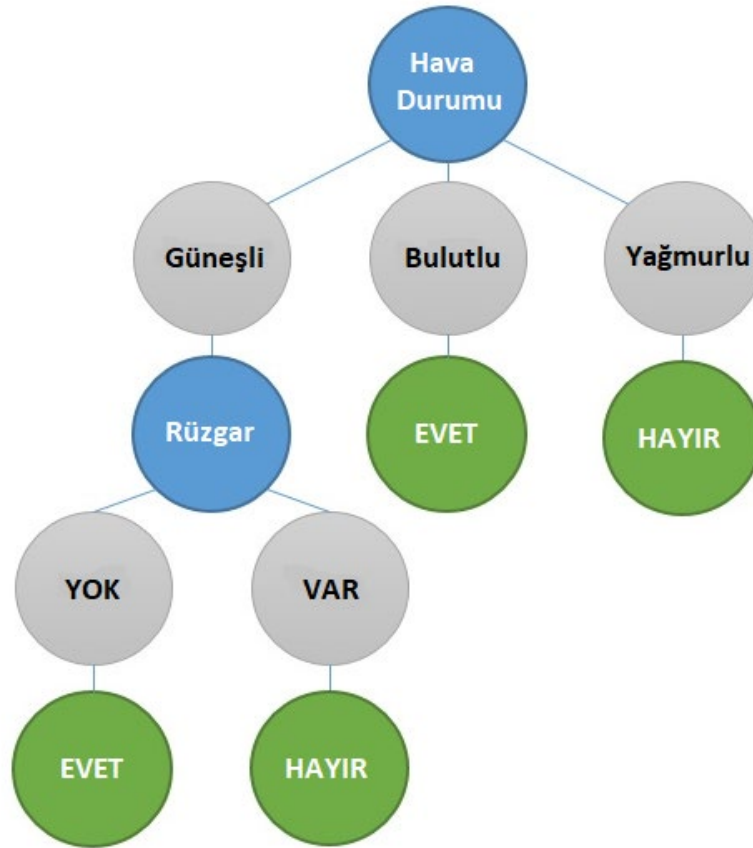 Hava
Durumu
Güneşli
Bulutlu
Yağmurlu
Rüzgar
EVET
HAYIR
YOK
VAR
EVET
HAYIR